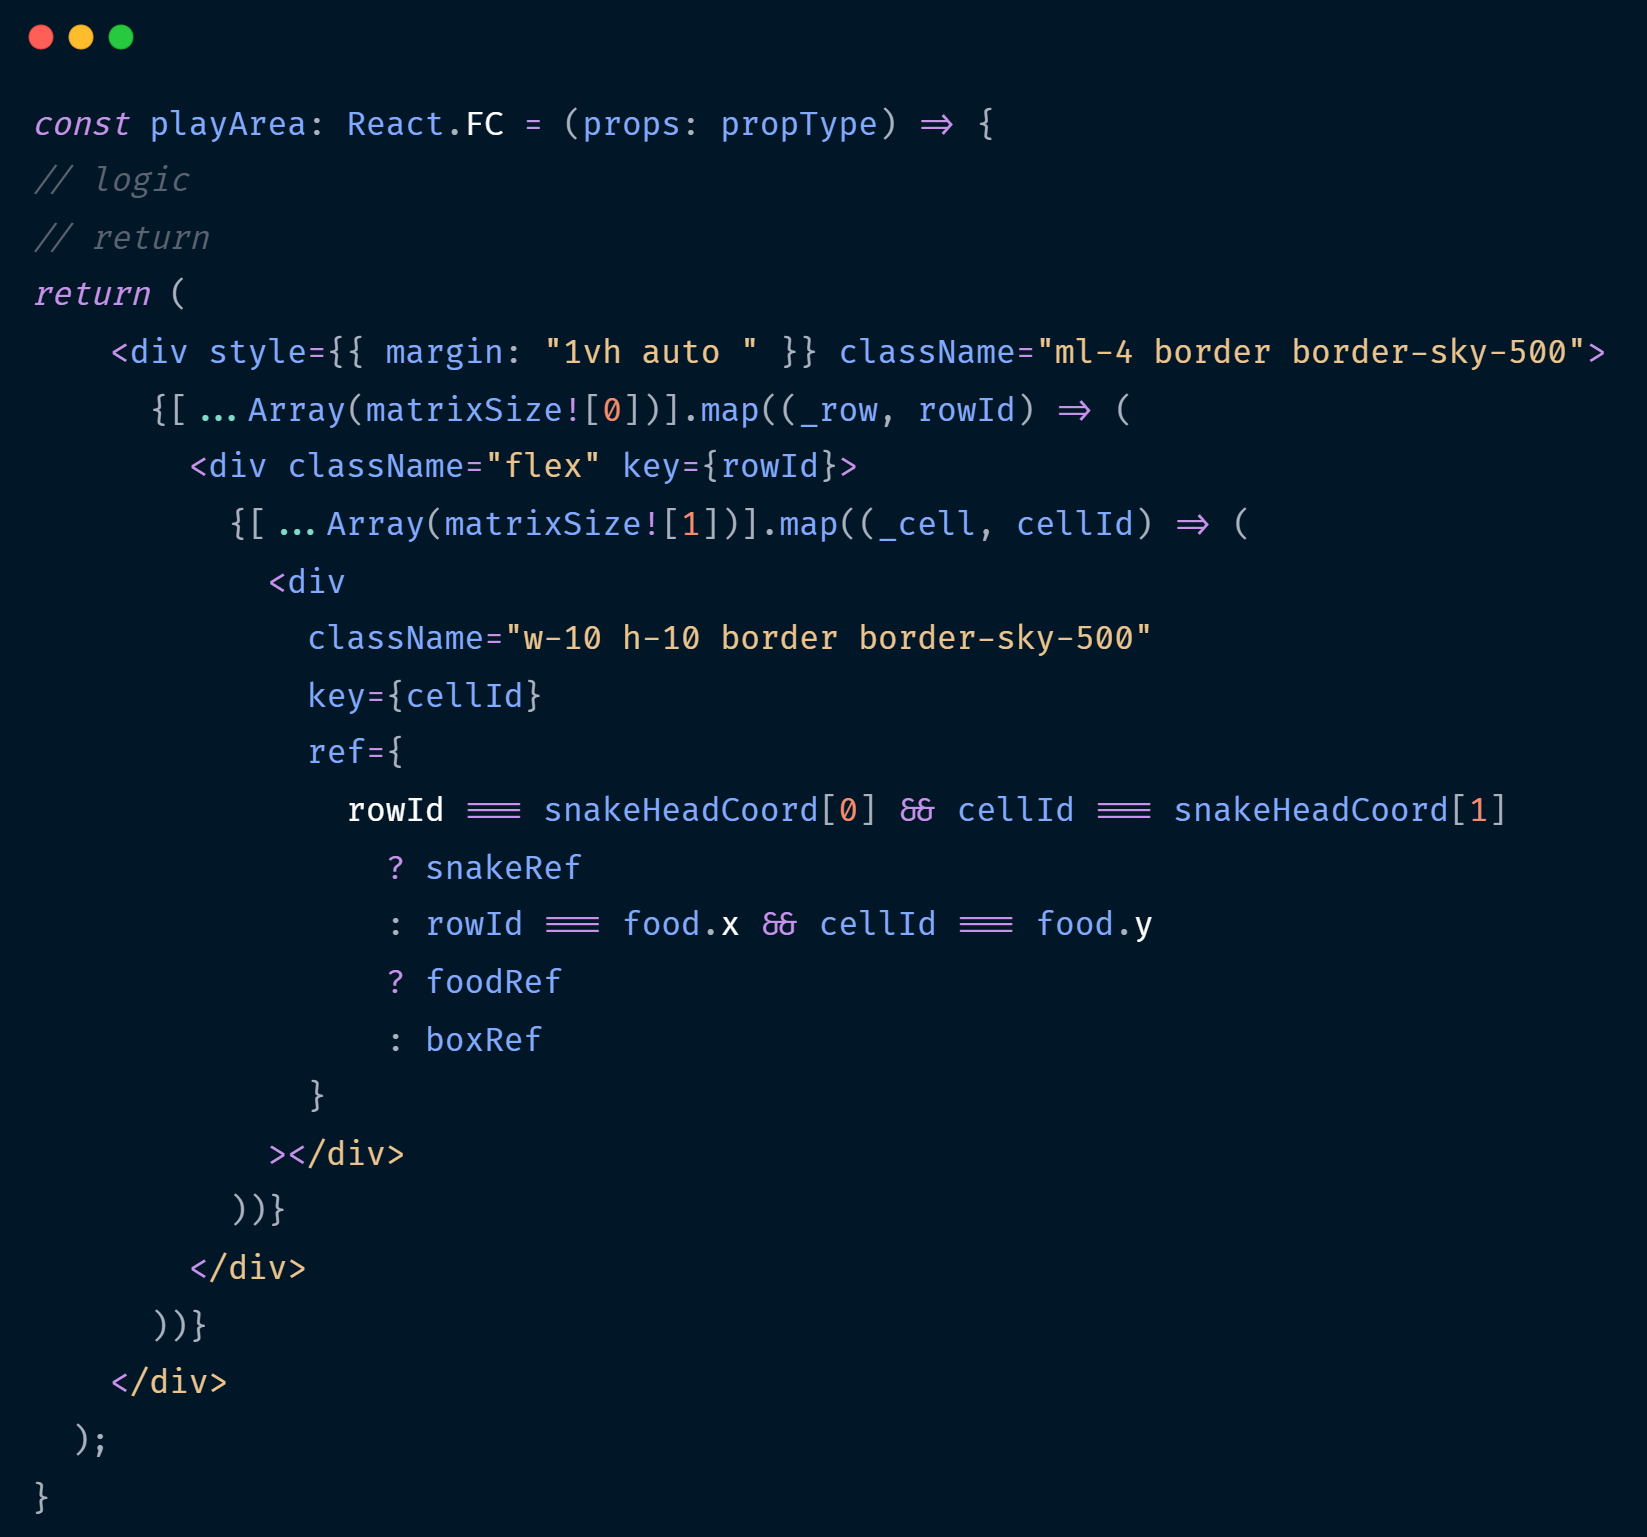 const playArea: React.FC = (props: propType) => {
// logic
// return
return (
    <div style={{ margin: "1vh auto " }} className="ml-4 border border-sky-500">
      {[...Array(matrixSize![0])].map((_row, rowId) => (
        <div className="flex" key={rowId}>
          {[...Array(matrixSize![1])].map((_cell, cellId) => (
            <div
              className="w-10 h-10 border border-sky-500"
              key={cellId}
              ref={
                rowId === snakeHeadCoord[0] && cellId === snakeHeadCoord[1]
                  ? snakeRef
                  : rowId === food.x && cellId === food.y
                  ? foodRef
                  : boxRef
              }
            ></div>
          ))}
        </div>
      ))}
    </div>
  );
}